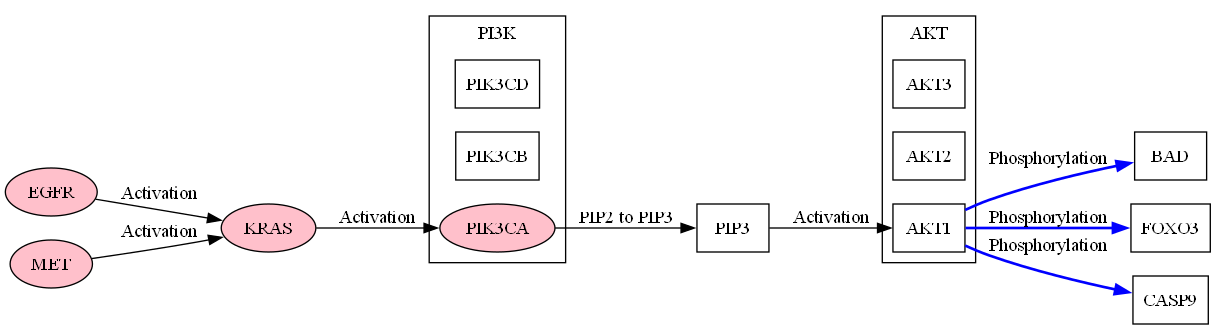 PI3K
AKT
PIK3CD
AKT3
PIK3CB
AKT2
Phosphorylation
BAD
EGFR
Activation
Activation
MET
KRAS
Activation
PIK3CA
PIP2 to PIP3
PIP3
Activation
AKT1
Phosphorylation
FOXO3
Phosphorylation
CASP9